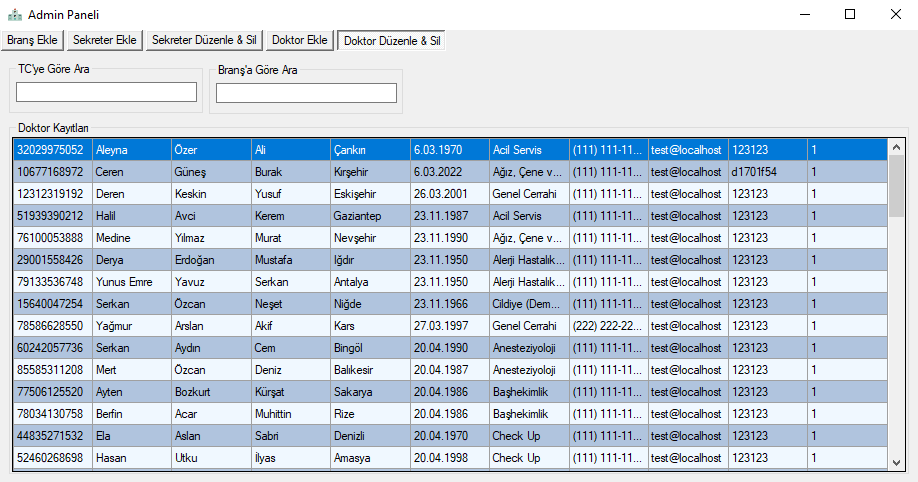 Admin Paneli
Branş Ekle Sekreter Ekle Sekreter Düzenle & Sil Doktor Ekle Doktor Düzenle & Sil
TC'ye Göre Ara Branş'a Göre Ara
Doktor Kayıtları
32029975052 Aleyna Özer Ali Çankırı 6.03.1970 Acil Servis (111) 111-11... test@localhost 123123 1
10677168972 Ceren Güneş Burak Kırşehir 6.03.2022 Ağız, Çene v... (111) 111-11... test@localhost d1701f54 1
12312319192 Deren Keskin Yusuf Eskişehir 26.03.2001 Genel Cerrahi (111) 111-11... test@localhost 123123 1
51939390212 Halil Avci Kerem Gaziantep 23.11.1987 Acil Servis (111) 111-11... test@localhost 123123 1
76100053888 Medine Yılmaz Murat Nevşehir 23.11.1990 Ağız, Çene v... (111) 111-11... test@localhost 123123 1
29001558426 Derya Erdoğan Mustafa Iğdır 23.11.1950 Alerji Hastalık... (111) 111-11... test@localhost 123123 1
79133536748 Yunus Emre Yavuz Serkan Antalya 23.11.1950 Alerji Hastalık... (111) 111-11... test@localhost 123123 1
15640047254 Serkan Özcan Neşet Niğde 23.11.1966 Cildiye (Dem... (111) 111-11... test@localhost 123123 1
78586628550 Yağmur Arslan Akif Kars 27.03.1997 Genel Cerrahi (222) 222-22... test@localhost 123123 1
60242057736 Serkan Aydın Cem Bingöl 20.04.1990 Anesteziyoloji (111) 111-11... test@localhost 123123 1
85585311208 Mert Özcan Deniz Balıkesir 20.04.1987 Anesteziyoloji (111) 111-11... test@localhost 123123 1
77506125520 Ayten Bozkurt Kürşat Sakarya 20.04.1986 Başhekimlik (111) 111-11... test@localhost 123123 1
78034130758 Berfin Acar Muhittin Rize 20.04.1986 Başhekimlik (111) 111-11... test@localhost 123123 1
44835271532 Ela Aslan Sabri Denizli 20.04.1970 Check Up (111) 111-11... test@localhost 123123 1
52460268698 Hasan Utku İlyas Amasya 20.04.1998 Check Up (111) 111-11... test@localhost 123123 1